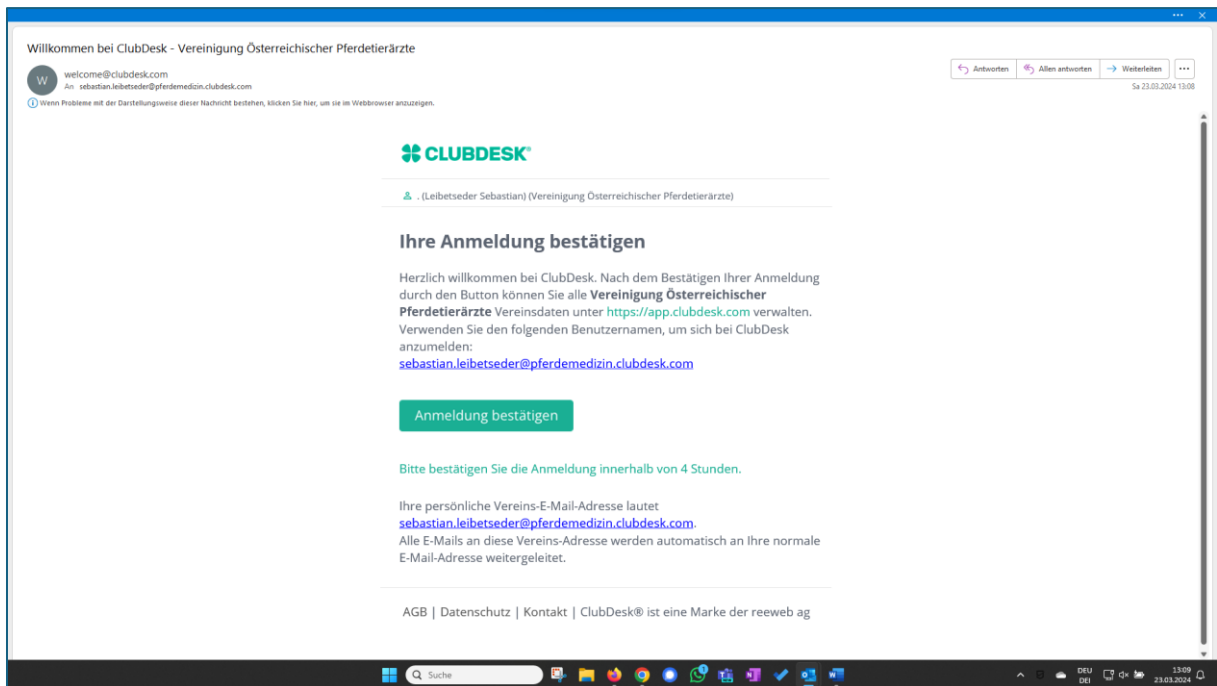 Willkommen bei ClubDesk - Vereinigung Österreichischer Pferdetierärzte
W
welcome@clubdesk.com
An sebastian.leibetseder@pferdemedizin.clubdesk.com
Wenn Probleme mit der Darstellungsweise dieser Nachricht bestehen, klicken Sie hier, um sie im Webbrowser anzuzeigen.
Antworten
Allen antworten
Weiterleiten
Sa 23.03.2024 13:08
CLUBDESK®
. (Leibetseder Sebastian) (Vereinigung Österreichischer Pferdetierärzte)
Ihre Anmeldung bestätigen
Herzlich willkommen bei ClubDesk. Nach dem Bestätigen Ihrer Anmeldung
durch den Button können Sie alle Vereinigung Österreichischer
Pferdetierärzte Vereinsdaten unter https://app.clubdesk.com verwalten.
Verwenden Sie den folgenden Benutzernamen, um sich bei ClubDesk
anzumelden:
sebastian.leibetseder@pferdemedizin.clubdesk.com
Anmeldung bestätigen
Bitte bestätigen Sie die Anmeldung innerhalb von 4 Stunden.
Ihre persönliche Vereins-E-Mail-Adresse lautet
sebastian.leibetseder@pferdemedizin.clubdesk.com.
Alle E-Mails an diese Vereins-Adresse werden automatisch an Ihre normale
E-Mail-Adresse weitergeleitet.
AGB | Datenschutz | Kontakt | ClubDesk® ist eine Marke der reeweb ag
Suche
DEU
DEI
13:09
23.03.2024